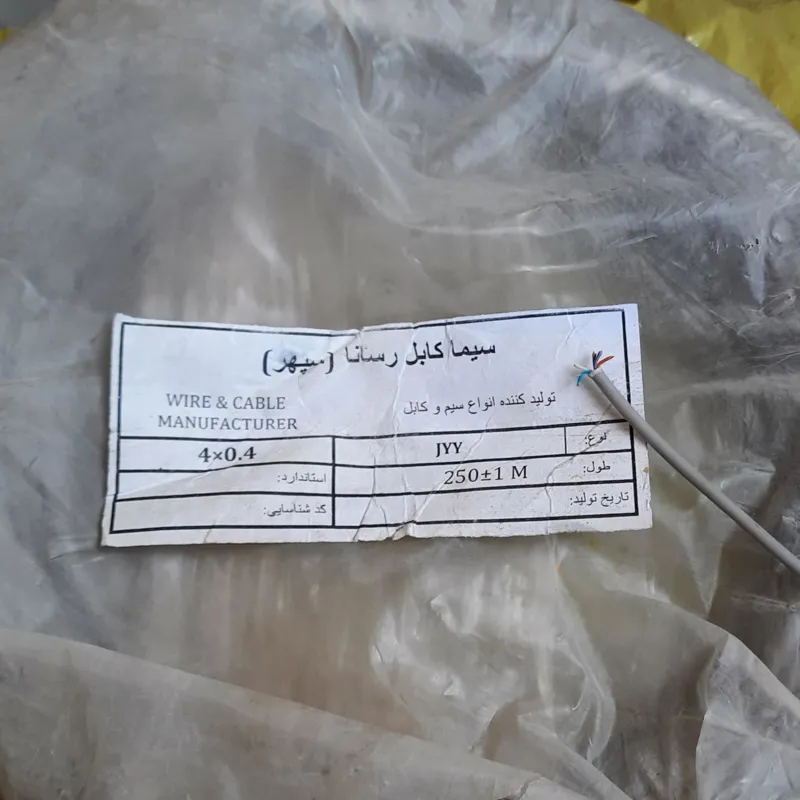 سیما کابل رسانا (سپهر)
تولید کننده انواع سیم و کابل
WIRE & CABLE
MANUFACTURER
نوع: JYY 4×0.4
طول: 250±1 M استاندارد:
تاریخ تولید: کد شناسایی: